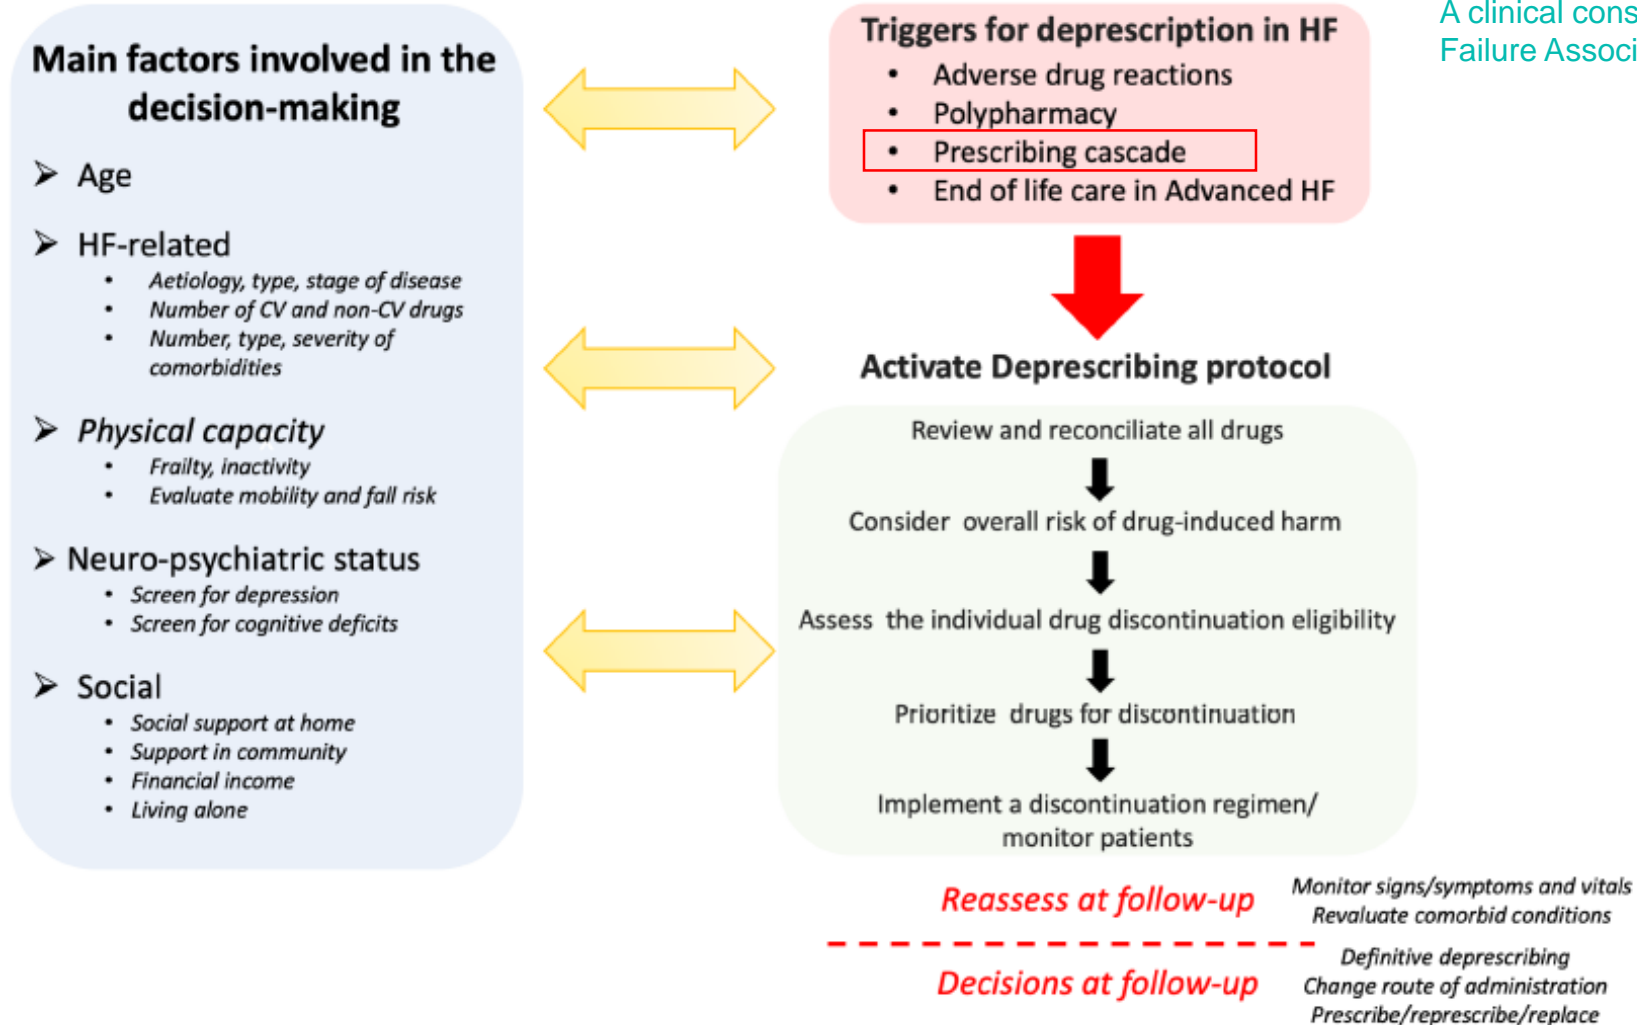 Main factors involved in the
decision-making
Age
HF-related
Aetiology, type, stage of disease
Number of CV and non-CV drugs
Number, type, severity of
comorbidities
Physical capacity
Frailty, inactivity
Evaluate mobility and fall risk
Neuro-psychiatric status
Screen for depression
Screen for cognitive deficits
Social
Social support at home
Support in community
Financial income
Living alone
Triggers for deprescription in HF
Adverse drug reactions
Polypharmacy
Prescribing cascade
End of life care in Advanced HF
Activate Deprescribing protocol
Review and reconciliate all drugs
Consider overall risk of drug-induced harm
Assess the individual drug discontinuation eligibility
Prioritize drugs for discontinuation
Implement a discontinuation regimen/
monitor patients
Reassess at follow-up
Monitor signs/symptoms and vitals
Revaluate comorbid conditions
Decisions at follow-up
Definitive deprescribing
Change route of administration
Prescribe/represcribe/replace
A clinical cons
Failure Associ